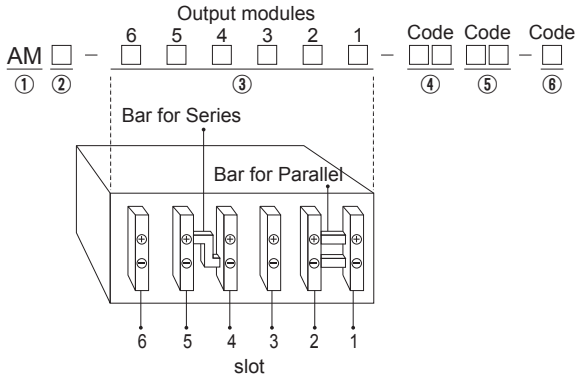 Output modules
6 5 4 3 2 1 Code Code Code
AM □ - □ □ □ □ □ □ - □□ □□ - □
① ② ③ ④ ⑤ ⑥
Bar for Series
Bar for Parallel
6 5 4 3 2 1
slot